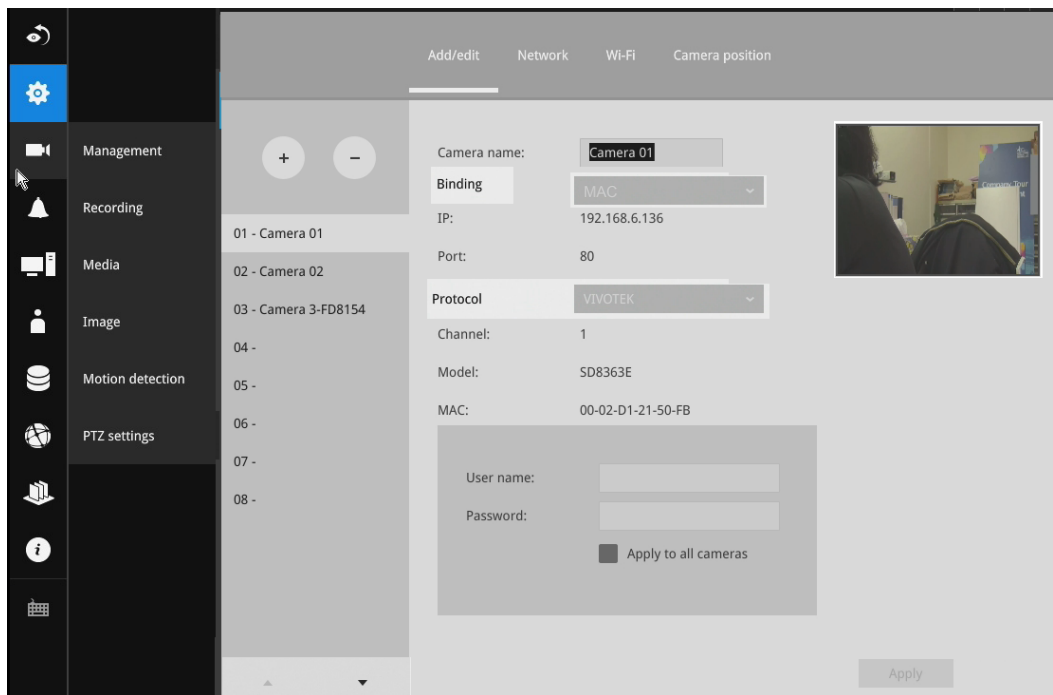 Add/edit Network Wi-Fi Camera position
Management
Recording
Media
Image
Motion detection
PTZ settings
+ −
01 - Camera 01
02 - Camera 02
03 - Camera 3-FD8154
04 -
05 -
06 -
07 -
08 -
Camera name: Camera 01
Binding MAC
IP: 192.168.6.136
Port: 80
Protocol VIVOTEK
Channel: 1
Model: SD8363E
MAC: 00-02-D1-21-50-FB
User name:
Password:
Apply to all cameras
Apply
Company Tour